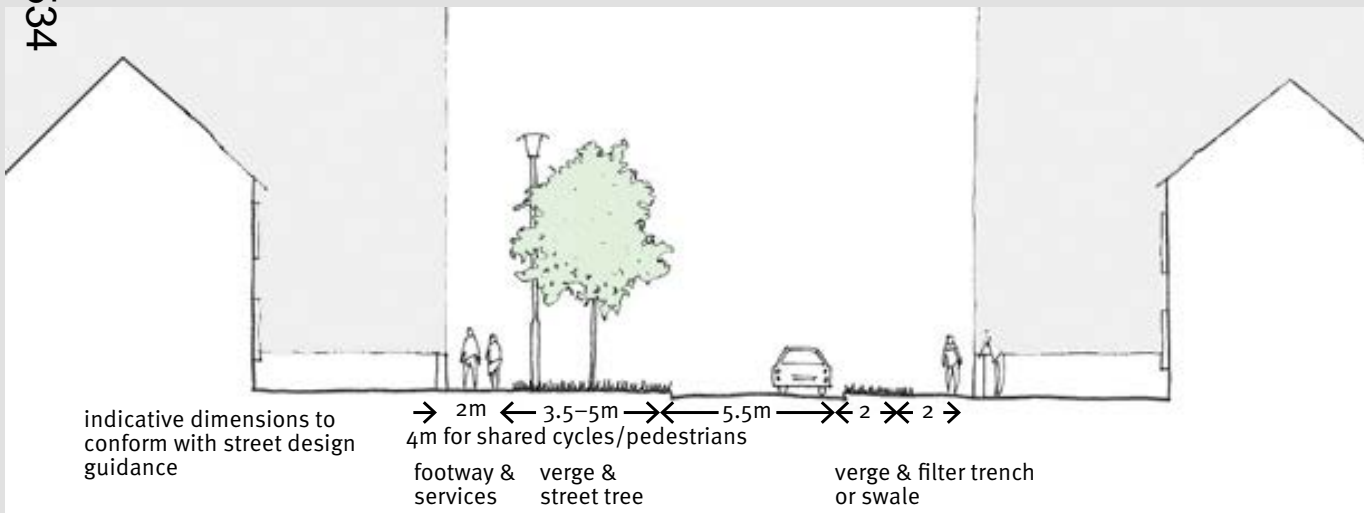 634
2m 3.5–5m 5.5m 2 2
4m for shared cycles/pedestrians
indicative dimensions to
conform with street design
guidance
footway &
services
verge &
street tree
verge & filter trench
or swale